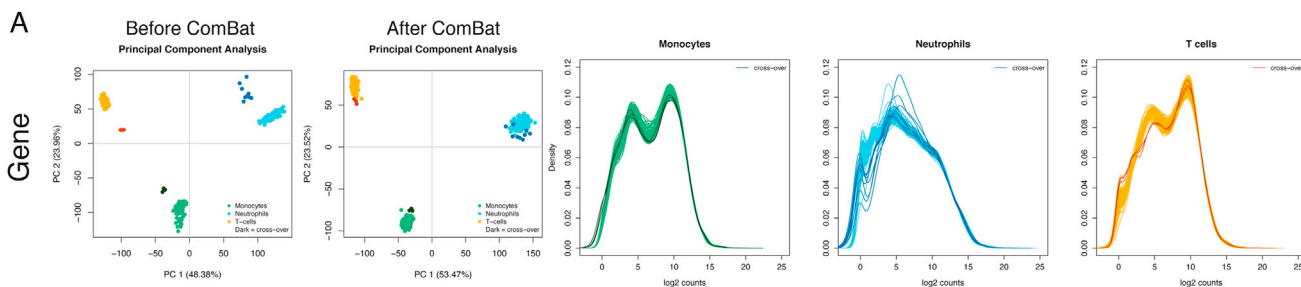 A
Gene
Before ComBat
Principal Component Analysis
PC 2 (23.96%)
100
50
0
−50
−100
−100 −50 0 50 100
PC 1 (48.38%)
Monocytes
Neutrophils
T−cells
Dark = cross−over
After ComBat
Principal Component Analysis
PC 2 (23.52%)
50
0
−50
−100
−100 −50 0 50 100 150
PC 1 (53.47%)
Monocytes
Neutrophils
T−cells
Dark = cross−over
Monocytes
cross−over
Density
0.12
0.10
0.08
0.06
0.04
0.02
0.00
0 5 10 15 20 25
log2 counts
Neutrophils
cross−over
0.12
0.10
0.08
0.06
0.04
0.02
0.00
0 5 10 15 20 25
log2 counts
T cells
cross−over
0.12
0.10
0.08
0.06
0.04
0.02
0.00
0 5 10 15 20 25
log2 counts